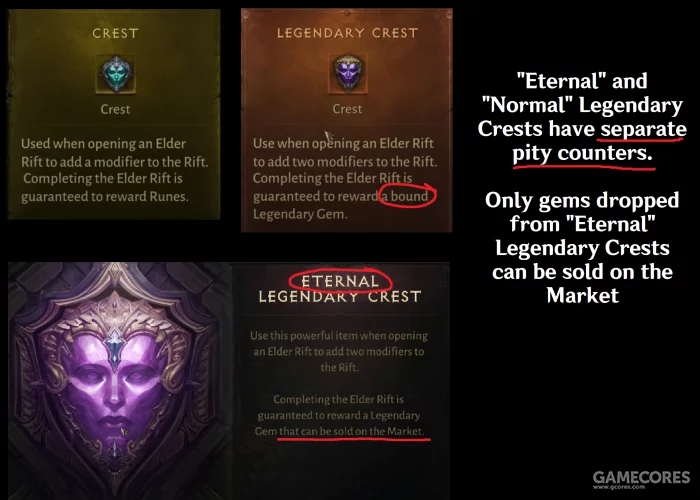 CREST
Crest
Used when opening an Elder
Rift to add a modifier to the Rift.
Completing the Elder Rift is
guaranteed to reward Runes.
LEGENDARY CREST
Crest
Use when opening an Elder Rift
to add two modifiers to the Rift.
Completing the Elder Rift is
guaranteed to reward a bound
Legendary Gem.
"Eternal" and
"Normal" Legendary
Crests have separate
pity counters.
Only gems dropped
from "Eternal"
Legendary Crests
can be sold on the
Market
ETERNAL
LEGENDARY CREST
Use this powerful item when opening
an Elder Rift to add two modifiers to
the Rift.
Completing the Elder Rift is
guaranteed to reward a Legendary
Gem that can be sold on the Market.
GAMECORES
www.gcores.com